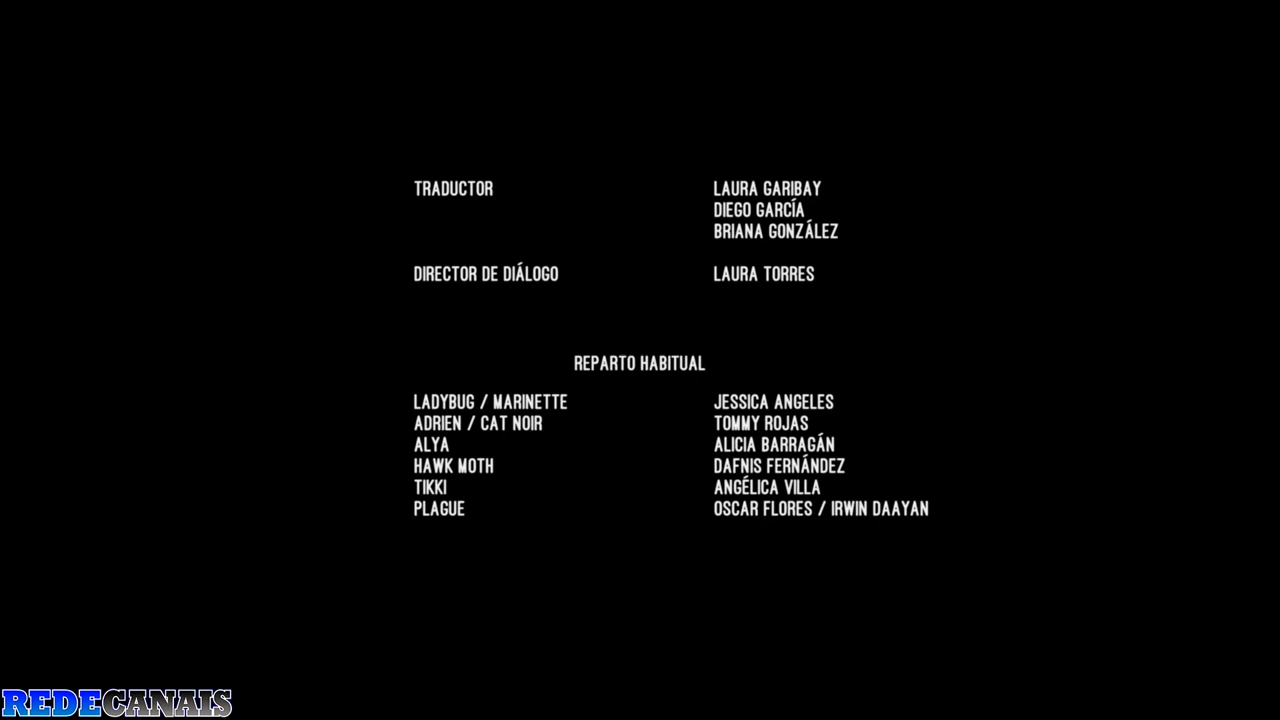 TRADUCTOR LAURA GARIBAY
DIEGO GARCÍA
BRIANA GONZÁLEZ
DIRECTOR DE DIÁLOGO LAURA TORRES
REPARTO HABITUAL
LADYBUG / MARINETTE JESSICA ANGELES
ADRIEN / CAT NOIR TOMMY ROJAS
ALYA ALICIA BARRAGÁN
HAWK MOTH DAFNIS FERNÁNDEZ
TIKKI ANGÉLICA VILLA
PLAGUE OSCAR FLORES / IRWIN DAAYAN
REDECANAIS